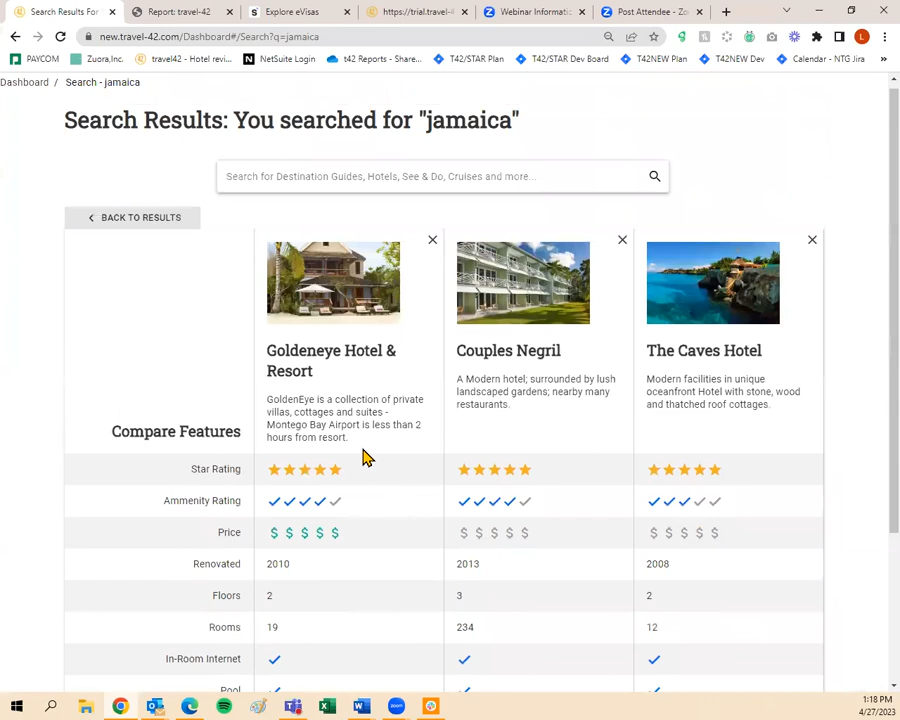 Search Results For
Report: travel-42
Explore eVisas
https://trial.travel-4
Webinar Informatio
Post Attendee - Zoo
new.travel-42.com/Dashboard#/Search?q=jamaica
L
PAYCOM
Zuora,Inc.
travel42 - Hotel revi...
NetSuite Login
t42 Reports - Share...
T42/STAR Plan
T42/STAR Dev Board
T42NEW Plan
T42NEW Dev
Calendar - NTG Jira
»
Dashboard / Search - jamaica
Search Results: You searched for "jamaica"
Search for Destination Guides, Hotels, See & Do, Cruises and more...
BACK TO RESULTS
Goldeneye Hotel &
Resort
GoldenEye is a collection of private
villas, cottages and suites -
Montego Bay Airport is less than 2
hours from resort.
Couples Negril
A Modern hotel; surrounded by lush
landscaped gardens; nearby many
restaurants.
The Caves Hotel
Modern facilities in unique
oceanfront Hotel with stone, wood
and thatched roof cottages.
Compare Features
Star Rating
Ammenity Rating
Price $ $ $ $ $ $ $ $ $ $ $ $ $ $ $
Renovated 2010 2013 2008
Floors 2 3 2
Rooms 19 234 12
In-Room Internet
Pool
1:18 PM
4/27/2023